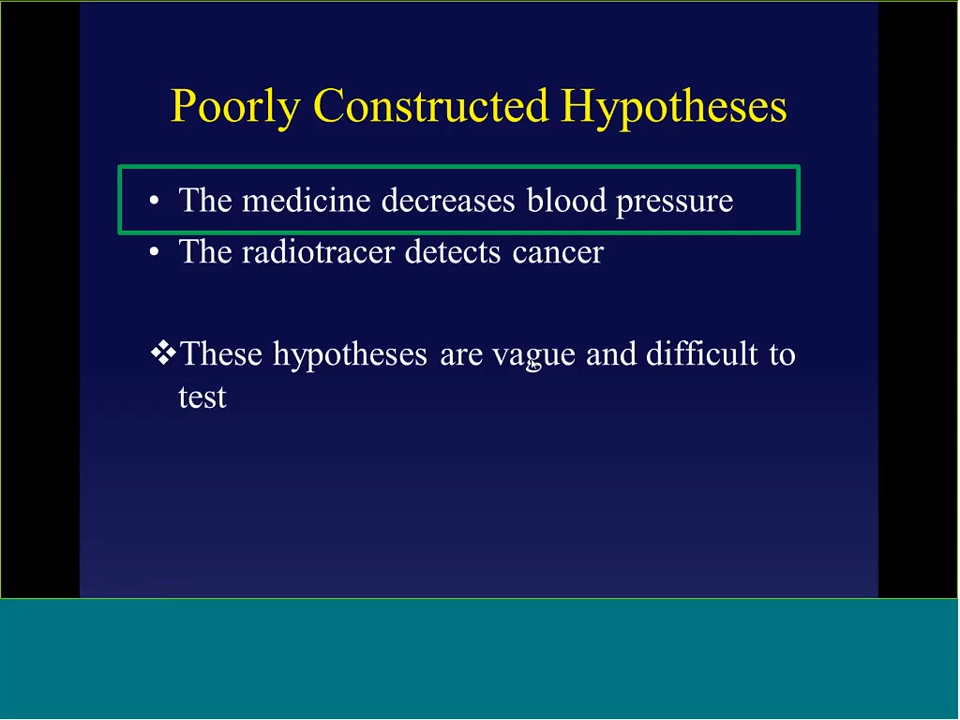 Poorly Constructed Hypotheses
• The medicine decreases blood pressure
• The radiotracer detects cancer
❖These hypotheses are vague and difficult to
test